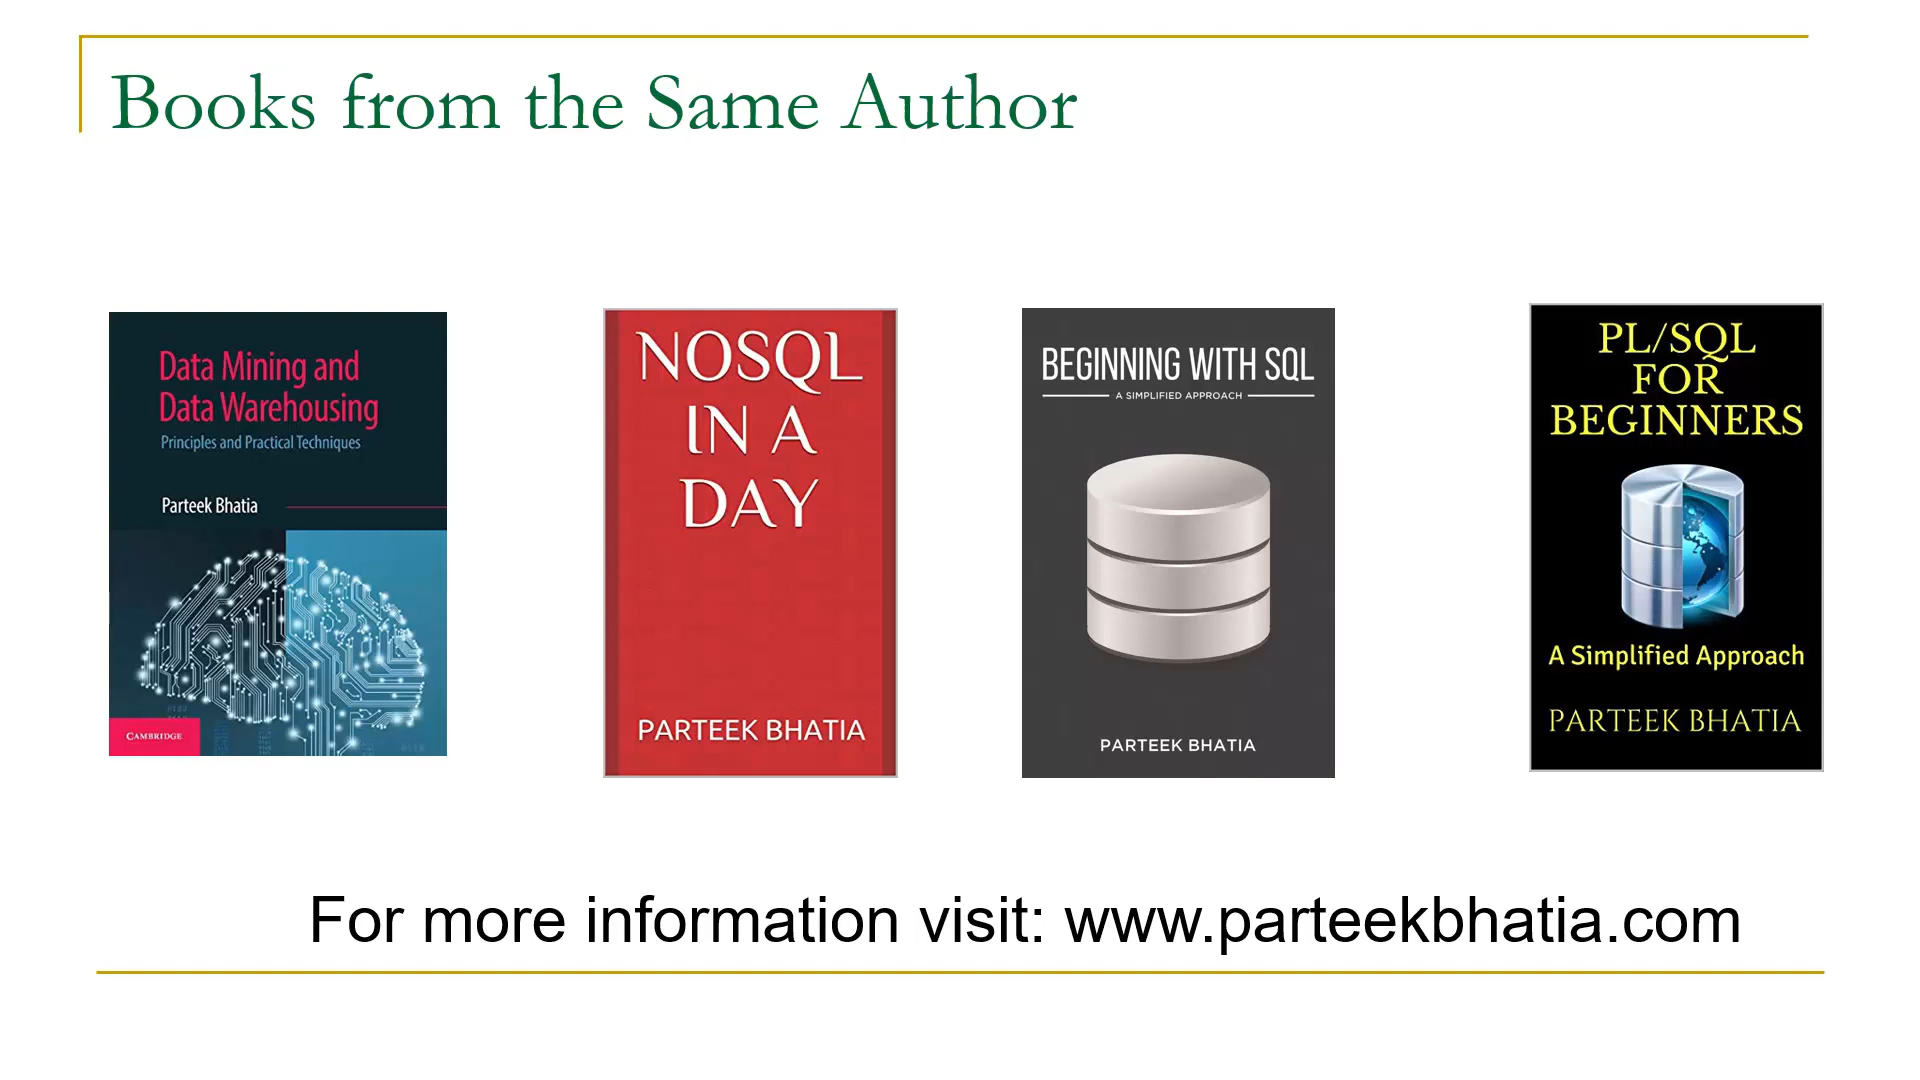 Books from the Same Author
Data Mining and
Data Warehousing
Principles and Practical Techniques
Parteek Bhatia
CAMBRIDGE
NOSQL
IN A
DAY
PARTEEK BHATIA
BEGINNING WITH SQL
A SIMPLIFIED APPROACH
PARTEEK BHATIA
PL/SQL
FOR
BEGINNERS
A Simplified Approach
PARTEEK BHATIA
For more information visit: www.parteekbhatia.com